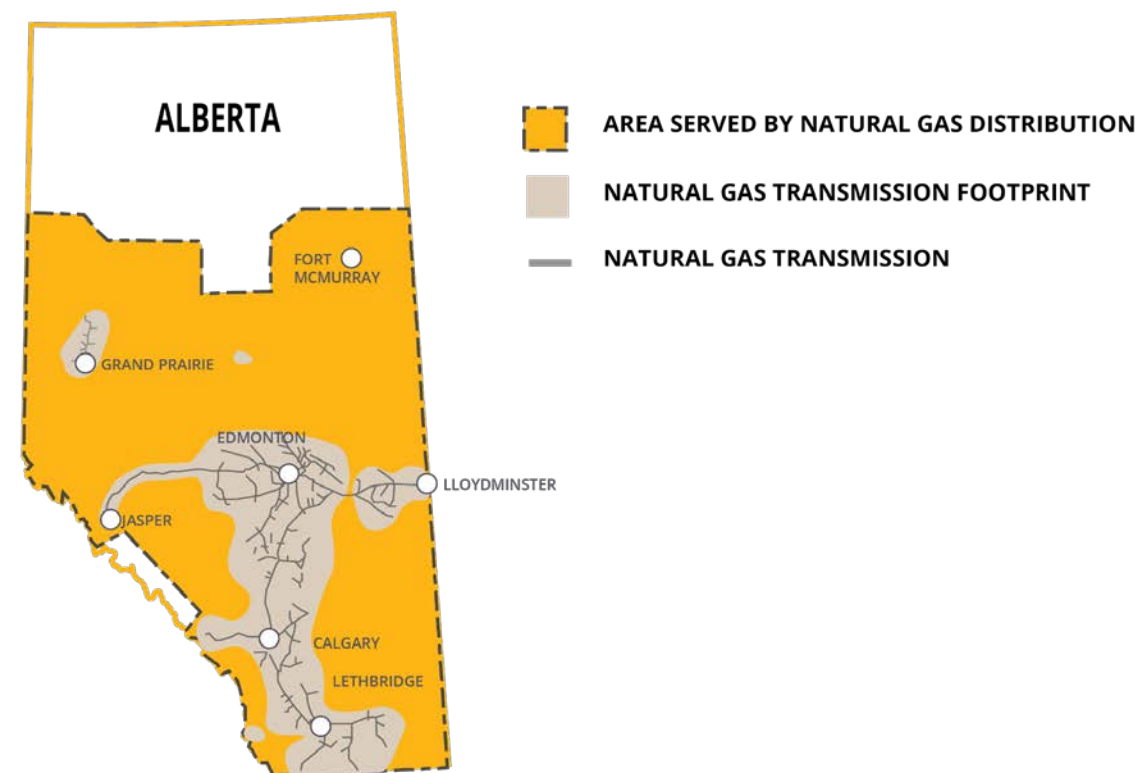 ALBERTA
AREA SERVED BY NATURAL GAS DISTRIBUTION
NATURAL GAS TRANSMISSION FOOTPRINT
NATURAL GAS TRANSMISSION
FORT
MCMURRAY
GRAND PRAIRIE
EDMONTON
LLOYDMINSTER
JASPER
CALGARY
LETHBRIDGE